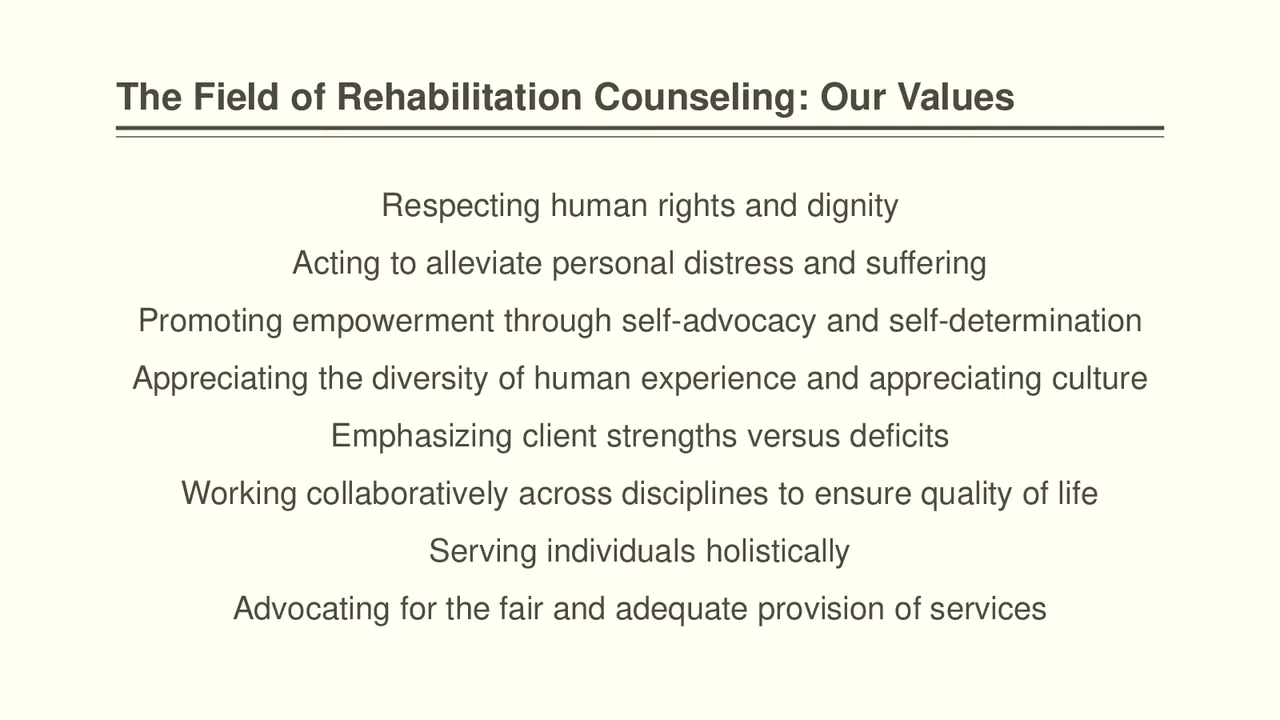 The Field of Rehabilitation Counseling: Our Values
Respecting human rights and dignity
Acting to alleviate personal distress and suffering
Promoting empowerment through self-advocacy and self-determination
Appreciating the diversity of human experience and appreciating culture
Emphasizing client strengths versus deficits
Working collaboratively across disciplines to ensure quality of life
Serving individuals holistically
Advocating for the fair and adequate provision of services